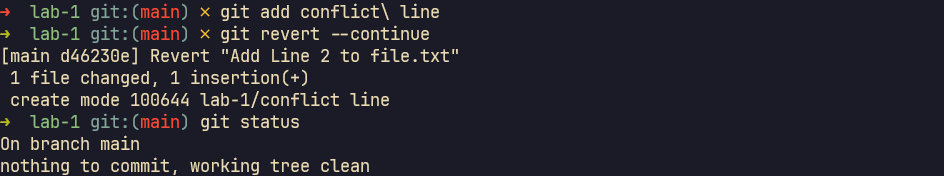 ➜ lab-1 git:(main) ✗ git add conflict\ line
➜ lab-1 git:(main) ✗ git revert --continue
[main d46230e] Revert "Add Line 2 to file.txt"
 1 file changed, 1 insertion(+)
 create mode 100644 lab-1/conflict line
➜ lab-1 git:(main) git status
On branch main
nothing to commit, working tree clean